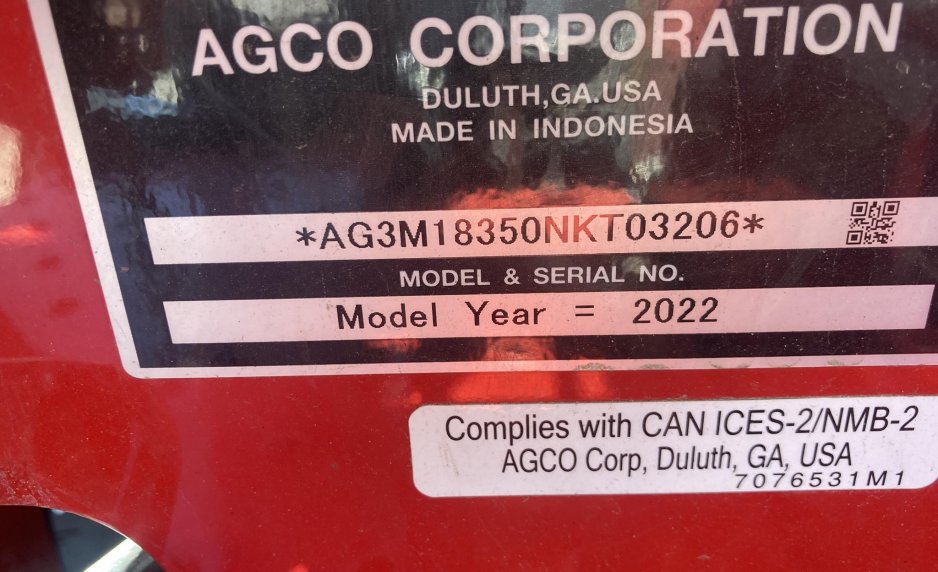 AGCO CORPORATION
DULUTH,GA.USA
MADE IN INDONESIA
*AG3M18350NKT03206*
MODEL & SERIAL NO.
Model Year = 2022
Complies with CAN ICES-2/NMB-2
AGCO Corp, Duluth, GA, USA
7076531M1